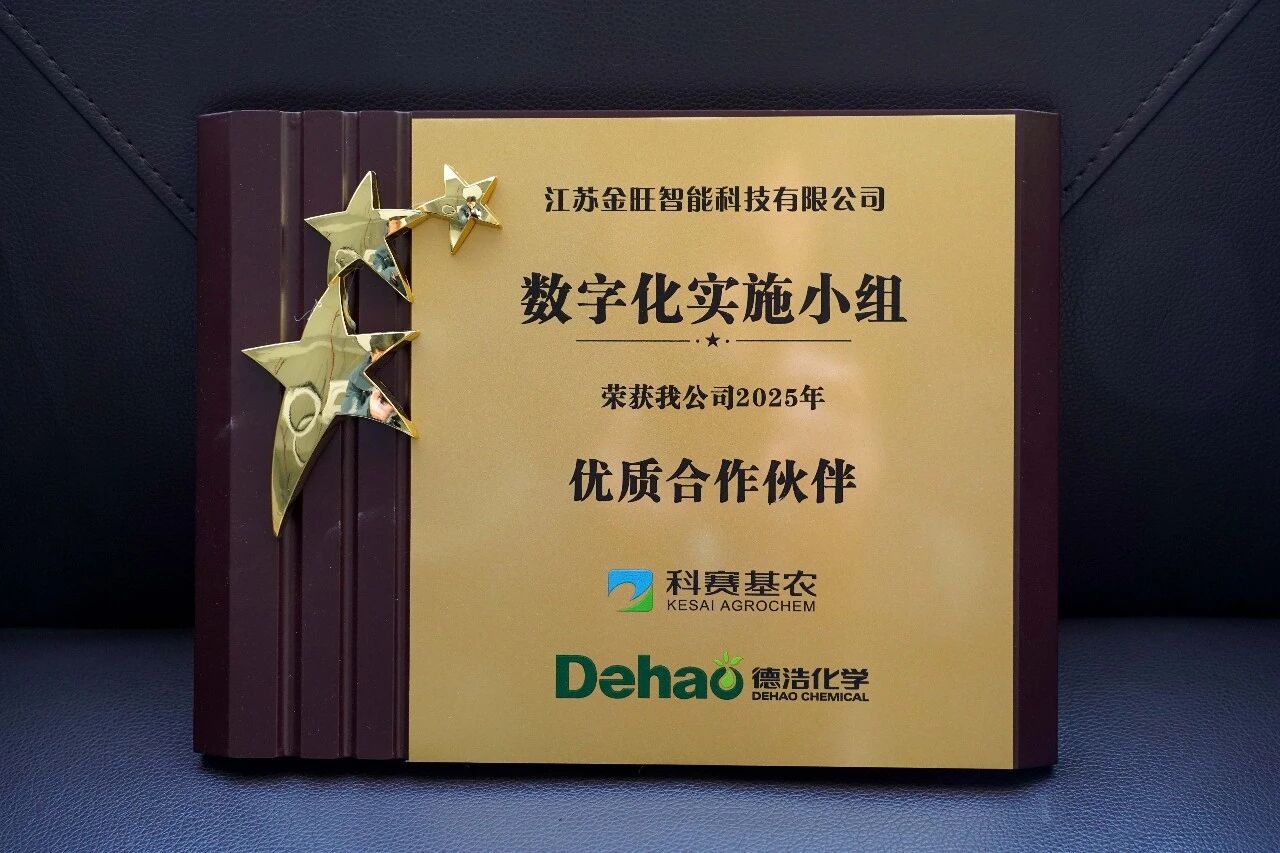 江苏金旺智能科技有限公司
数字化实施小组
荣获我公司2025年
优质合作伙伴
科赛基农
KESAI AGROCHEM
Dehao 德浩化学
DEHAO CHEMICAL